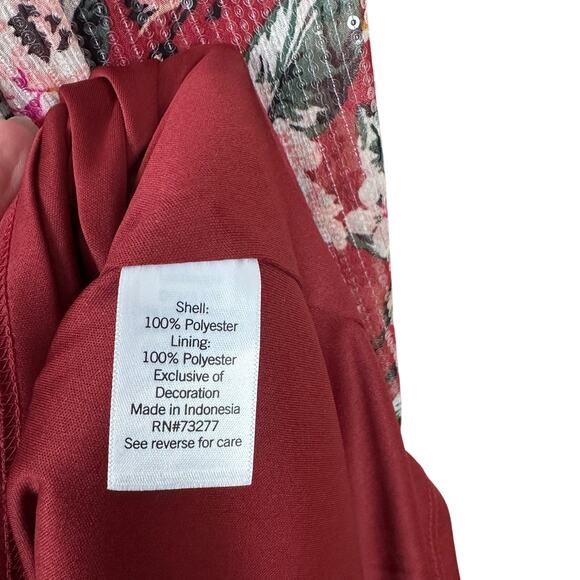 Shell:
100% Polyester
Lining:
100% Polyester
Exclusive of
Decoration
Made in Indonesia
RN#73277
See reverse for care